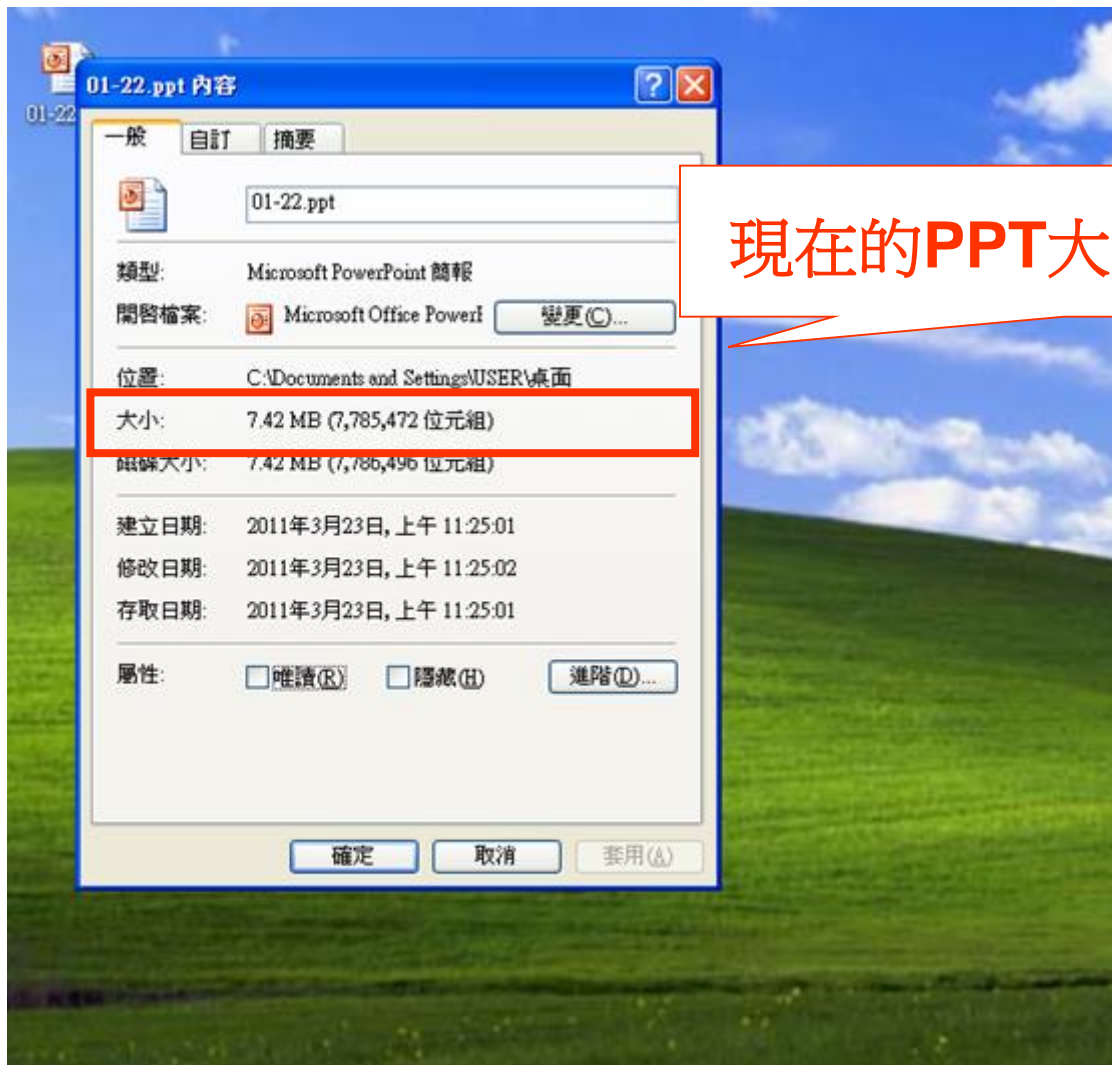 01-22
01-22.ppt 內容
一般 自訂 摘要
01-22.ppt
現在的PPT大
類型: Microsoft PowerPoint 簡報
開啓檔案: Microsoft Office PowerI 變更(C)...
位置: C:\Documents and Settings\USER\桌面
大小: 7.42 MB (7,785,472 位元組)
磁碟大小: 7.42 MB (7,786,496 位元組)
建立日期: 2011年3月23日, 上午 11:25:01
修改日期: 2011年3月23日, 上午 11:25:02
存取日期: 2011年3月23日, 上午 11:25:01
屬性: 唯讀(R) 隱藏(H) 進階(D)...
確定 取消 套用(A)